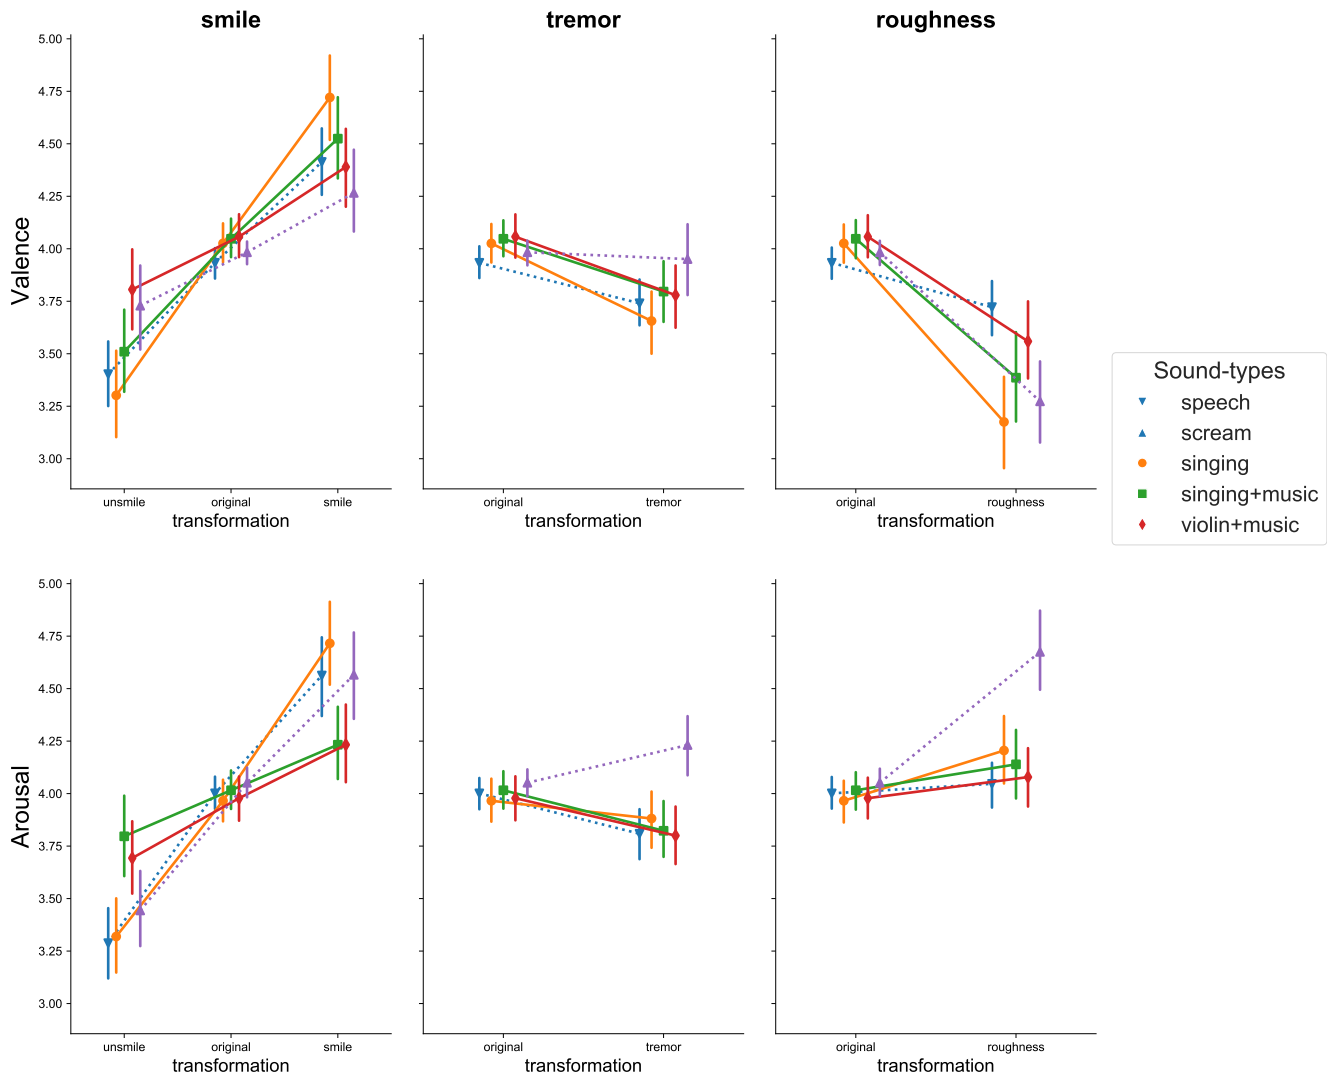 smile tremor roughness
Valence
5.00
4.75
4.50
4.25
4.00
3.75
3.50
3.25
3.00
unsmile original smile
transformation
original tremor
transformation
original roughness
transformation
Sound-types
speech
scream
singing
singing+music
violin+music
Arousal
5.00
4.75
4.50
4.25
4.00
3.75
3.50
3.25
3.00
unsmile original smile
transformation
original tremor
transformation
original roughness
transformation